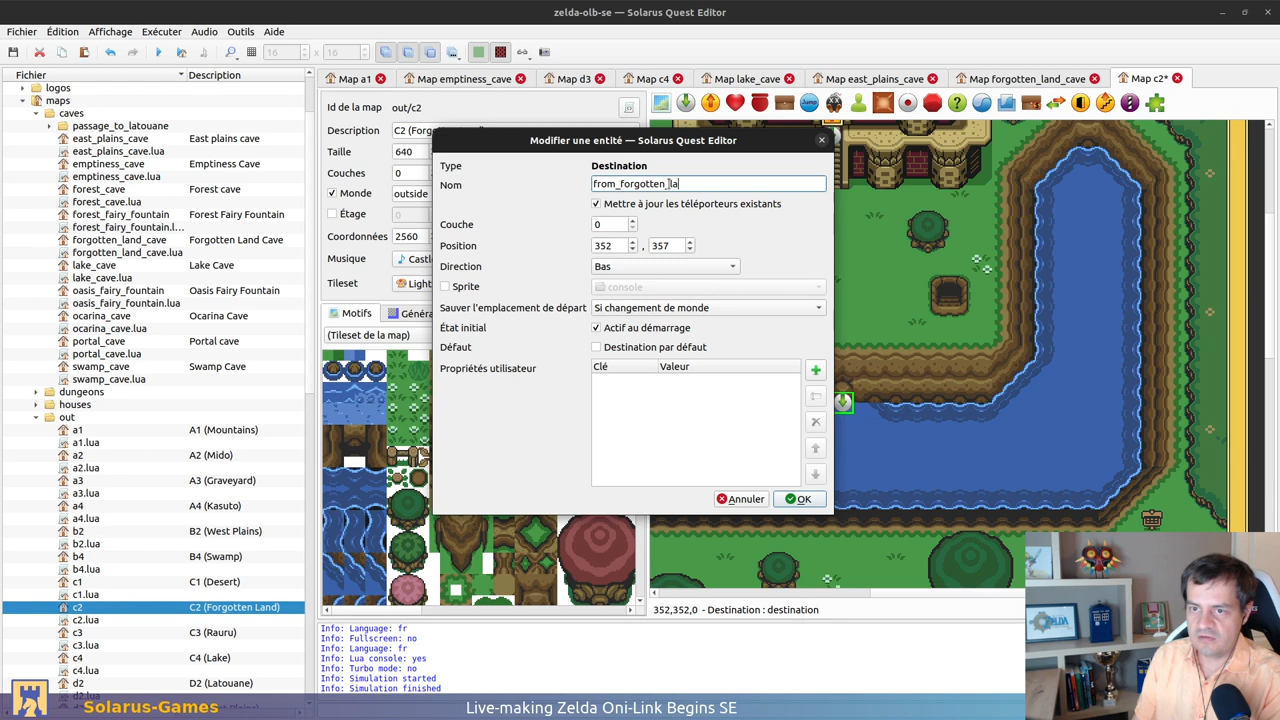 zelda-olb-se — Solarus Quest Editor
Fichier Édition Affichage Exécuter Audio Outils Aide
16 x 16
Fichier Description
logos
maps
caves
passage_to_latouane
east_plains_cave East plains cave
east_plains_cave.lua
emptiness_cave Emptiness Cave
emptiness_cave.lua
forest_cave Forest cave
forest_cave.lua
forest_fairy_fountain Forest Fairy Fountain
forest_fairy_fountain.l...
forgotten_land_cave Forgotten Land Cave
forgotten_land_cave.lua
lake_cave Lake Cave
lake_cave.lua
oasis_fairy_fountain Oasis Fairy Fountain
oasis_fairy_fountain.lua
ocarina_cave Ocarina Cave
ocarina_cave.lua
portal_cave Portal cave
portal_cave.lua
swamp_cave Swamp Cave
swamp_cave.lua
dungeons
houses
out
a1 A1 (Mountains)
a1.lua
a2 A2 (Mido)
a2.lua
a3 A3 (Graveyard)
a3.lua
a4 A4 (Kasuto)
a4.lua
b2 B2 (West Plains)
b2.lua
b4 B4 (Swamp)
b4.lua
c1 C1 (Desert)
c1.lua
c2 C2 (Forgotten Land)
c2.lua
c3 C3 (Rauru)
c3.lua
c4 C4 (Lake)
c4.lua
d2 D2 (Latouane)
d2.lua
Map a1 Map emptiness_cave Map d3 Map c4 Map lake_cave Map east_plains_cave Map forgotten_land_cave Map c2*
Id de la map out/c2
Description C2 (Forg
Taille 640
Couches 0
Monde outside
Étage 0
Coordonnées 2560
Musique Castl
Tileset Light
Motifs Généra
(Tileset de la map)
Modifier une entité — Solarus Quest Editor
Type Destination
Nom from_forgotten_la
Mettre à jour les téléporteurs existants
Couche 0
Position 352 , 357
Direction Bas
Sprite console
Sauver l'emplacement de départ Si changement de monde
État initial Actif au démarrage
Défaut Destination par défaut
Propriétés utilisateur Clé Valeur
Annuler OK
352,352,0 - Destination : destination
Info: Language: fr
Info: Fullscreen: no
Info: Language: fr
Info: Lua console: yes
Info: Turbo mode: no
Info: Simulation started
Info: Simulation finished
Solarus-Games Live-making Zelda Oni-Link Begins SE